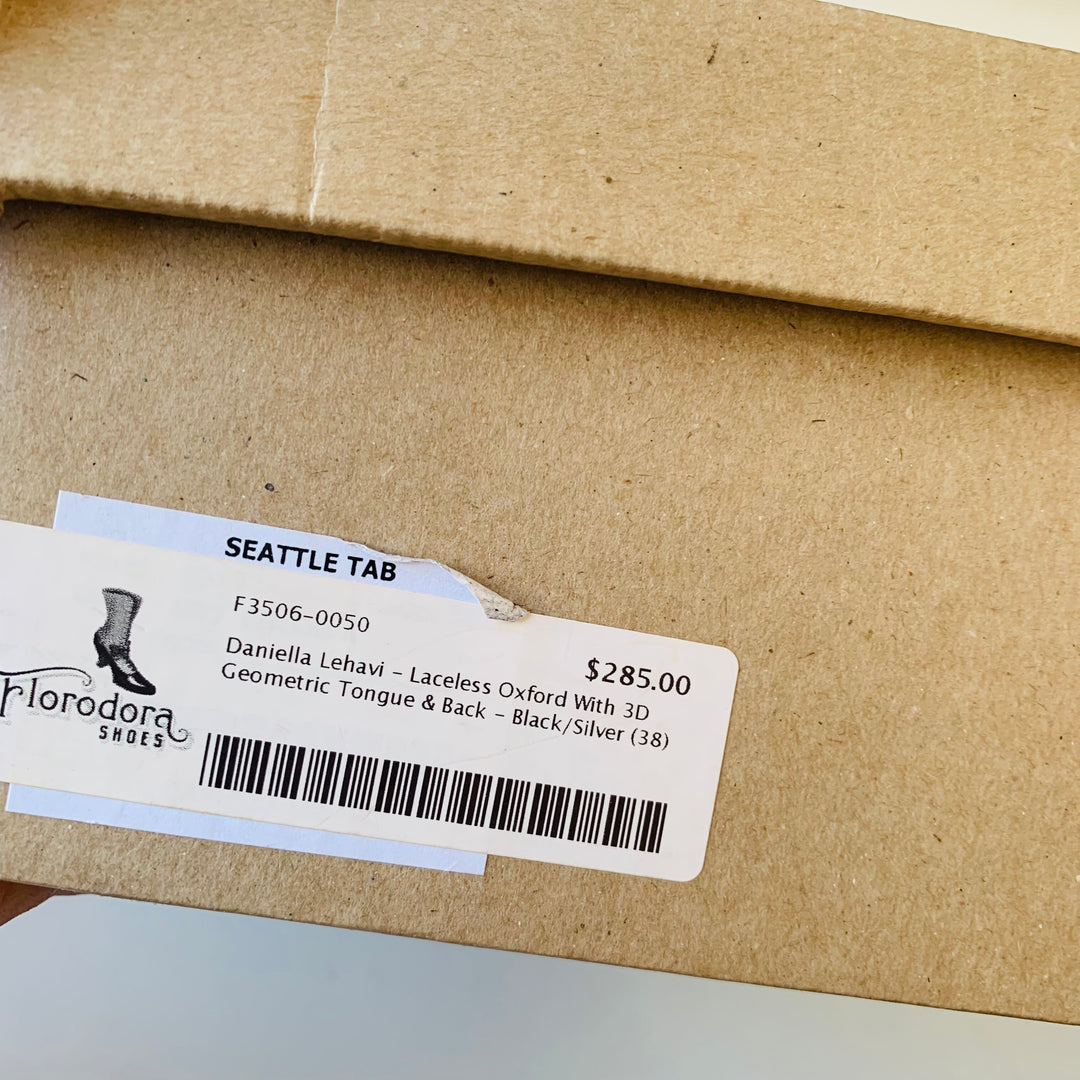 SEATTLE TAB
F3506-0050
$285.00
Daniella Lehavi - Laceless Oxford With 3D
Geometric Tongue & Back - Black/Silver (38)
Florodora
SHOES